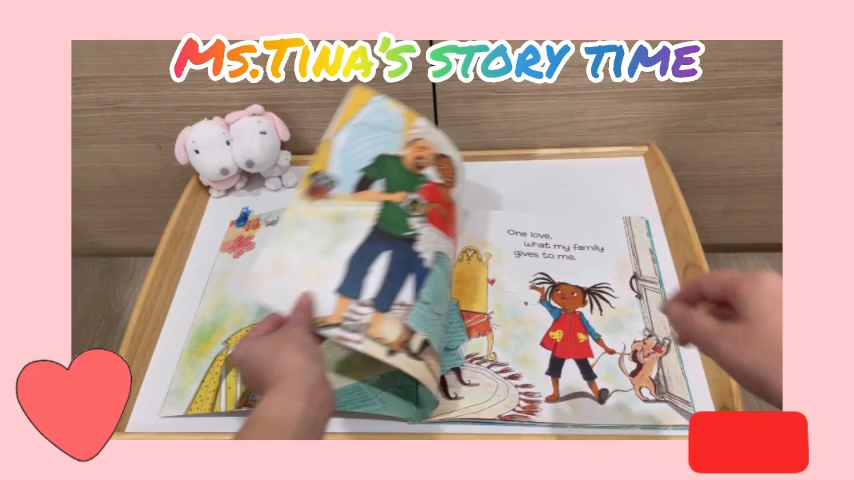 Ms.Tina's story time
One love,
what my family
gives to me.